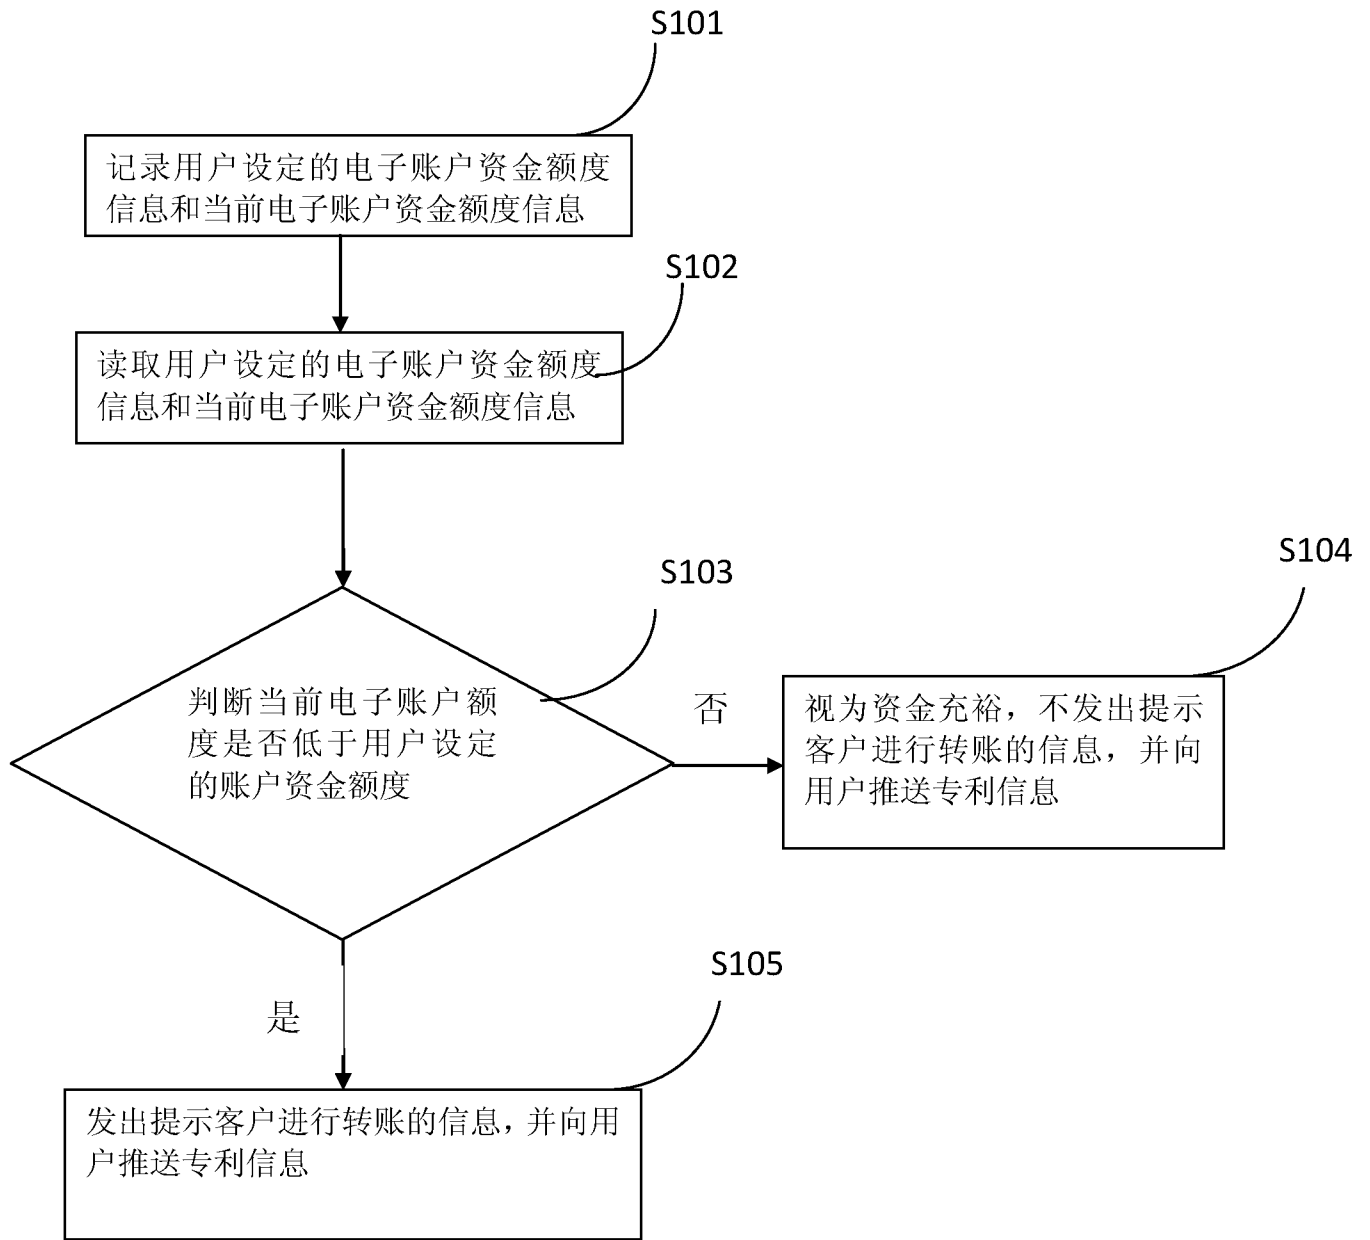 S101
记录用户设定的电子账户资金额度
信息和当前电子账户资金额度信息
S102
读取用户设定的电子账户资金额度
信息和当前电子账户资金额度信息
S103
判断当前电子账户额
度是否低于用户设定
的账户资金额度
否
S104
视为资金充裕，不发出提示
客户进行转账的信息，并向
用户推送专利信息
是
S105
发出提示客户进行转账的信息，并向用
户推送专利信息